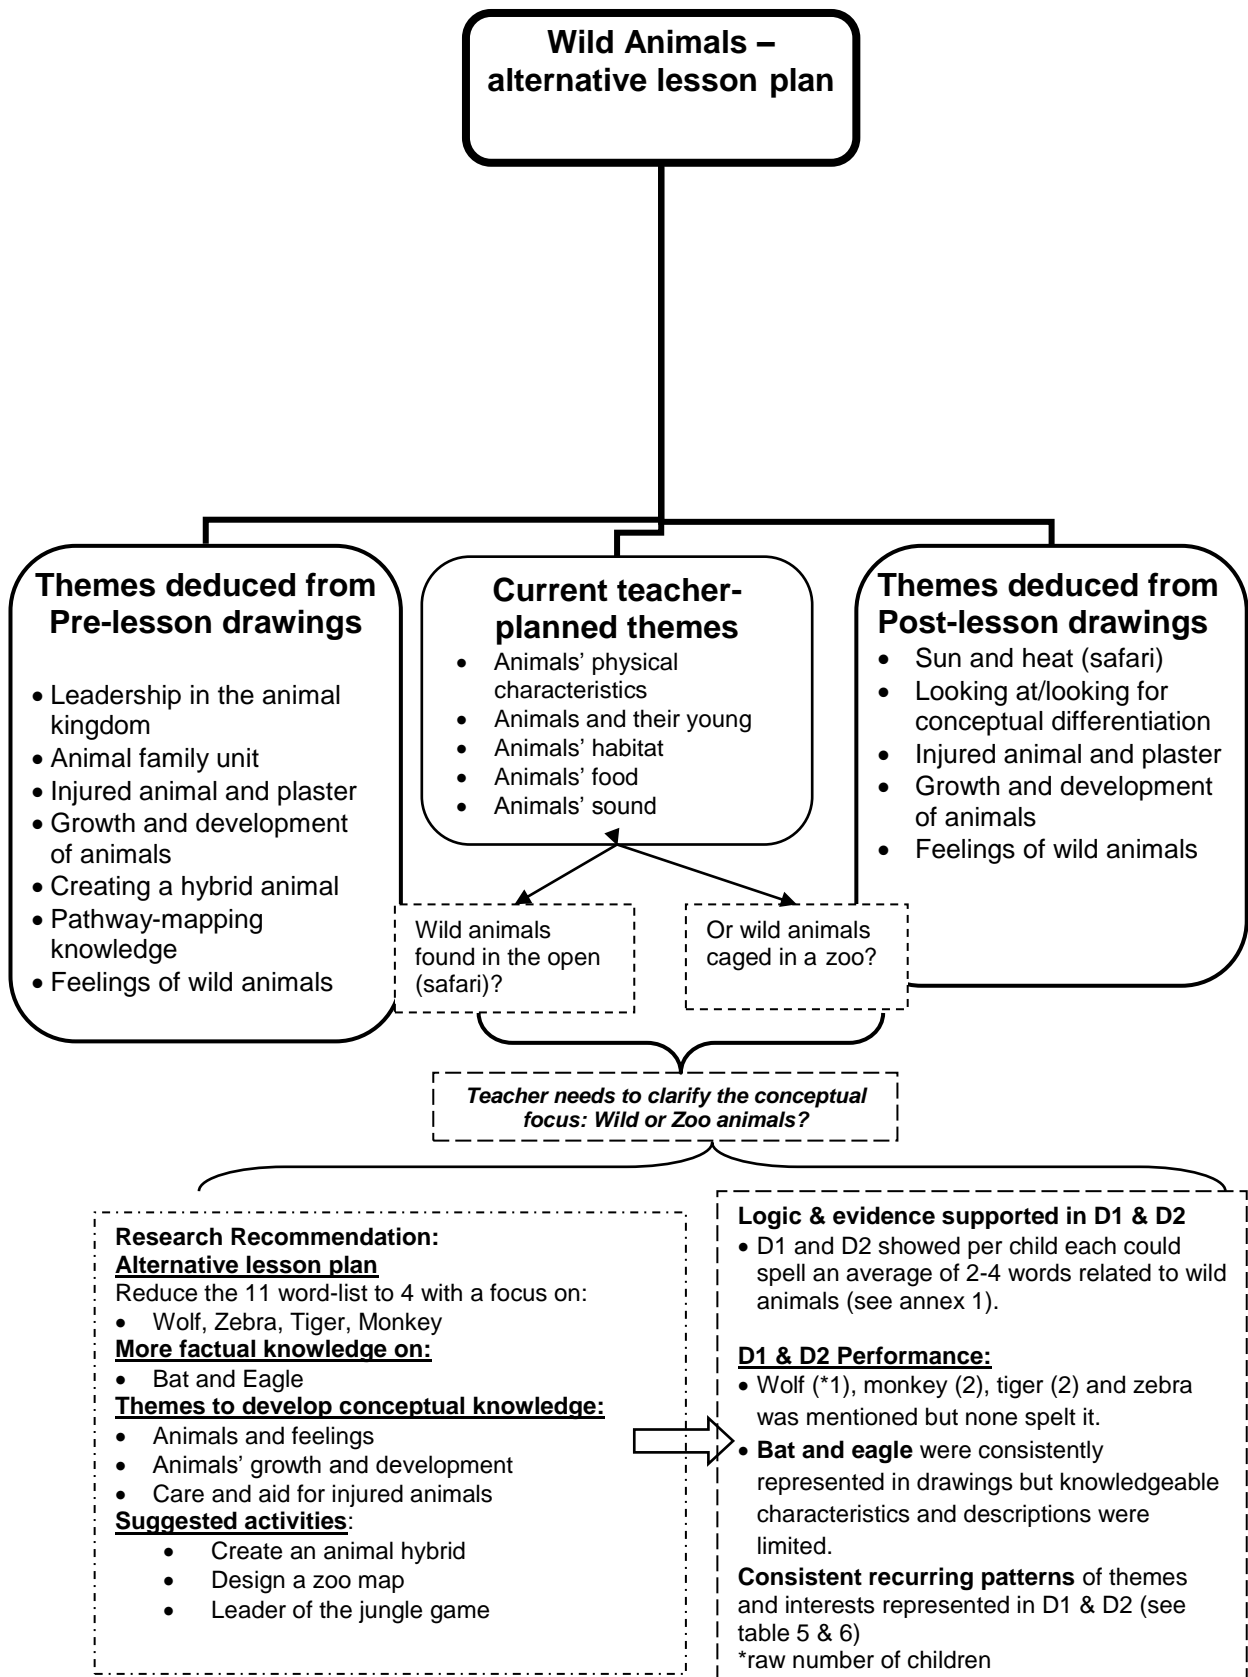 Wild Animals –
alternative lesson plan
Themes deduced from
Pre-lesson drawings
• Leadership in the animal
kingdom
• Animal family unit
• Injured animal and plaster
• Growth and development
of animals
• Creating a hybrid animal
• Pathway-mapping
knowledge
• Feelings of wild animals
Current teacher-
planned themes
• Animals’ physical
characteristics
• Animals and their young
• Animals’ habitat
• Animals’ food
• Animals’ sound
Themes deduced from
Post-lesson drawings
• Sun and heat (safari)
• Looking at/looking for
conceptual differentiation
• Injured animal and plaster
• Growth and development
of animals
• Feelings of wild animals
Wild animals
found in the open
(safari)?
Or wild animals
caged in a zoo?
Teacher needs to clarify the conceptual
focus: Wild or Zoo animals?
Research Recommendation:
Alternative lesson plan
Reduce the 11 word-list to 4 with a focus on:
• Wolf, Zebra, Tiger, Monkey
More factual knowledge on:
• Bat and Eagle
Themes to develop conceptual knowledge:
• Animals and feelings
• Animals’ growth and development
• Care and aid for injured animals
Suggested activities:
• Create an animal hybrid
• Design a zoo map
• Leader of the jungle game
Logic & evidence supported in D1 & D2
• D1 and D2 showed per child each could
spell an average of 2-4 words related to wild
animals (see annex 1).
D1 & D2 Performance:
• Wolf (*1), monkey (2), tiger (2) and zebra
was mentioned but none spelt it.
• Bat and eagle were consistently
represented in drawings but knowledgeable
characteristics and descriptions were
limited.
Consistent recurring patterns of themes
and interests represented in D1 & D2 (see
table 5 & 6)
*raw number of children